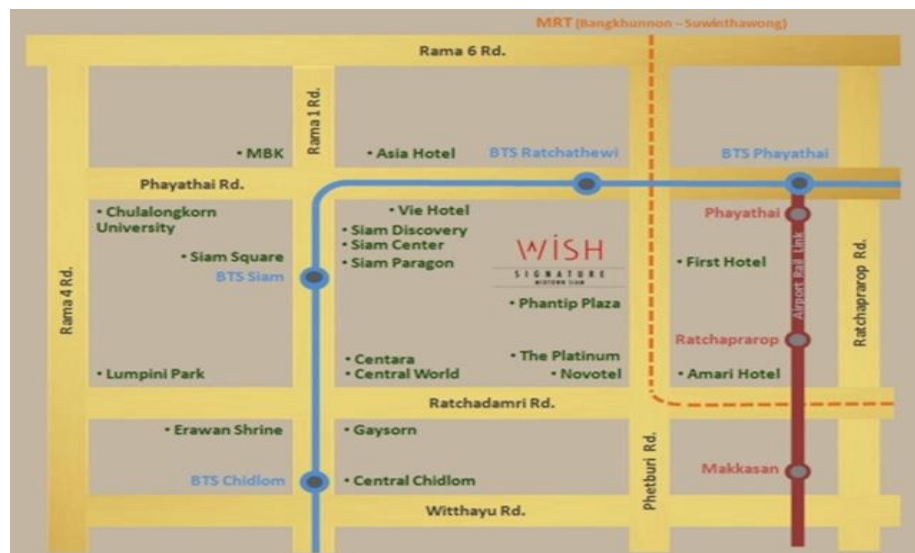 MRT (Bangkhunnon – Suwinthawong)
Rama 6 Rd.
Rama 1 Rd.
• MBK
• Asia Hotel
BTS Ratchathewi
BTS Phayathai
Phayathai Rd.
• Chulalongkorn
University
• Vie Hotel
Phayathai
• Siam Discovery
• Siam Center
• Siam Paragon
• Siam Square
BTS Siam
WISH
SIGNATURE
MIDTOWN SIAM
• First Hotel
Airport Rail Link
Ratchaprarop Rd.
Rama 4 Rd.
• Phantip Plaza
Ratchaprarop
• Lumpini Park
• Centara
• Central World
• The Platinum
• Novotel
• Amari Hotel
Ratchadamri Rd.
• Erawan Shrine
• Gaysorn
Phetburi Rd.
BTS Chidlom
• Central Chidlom
Makkasan
Witthayu Rd.